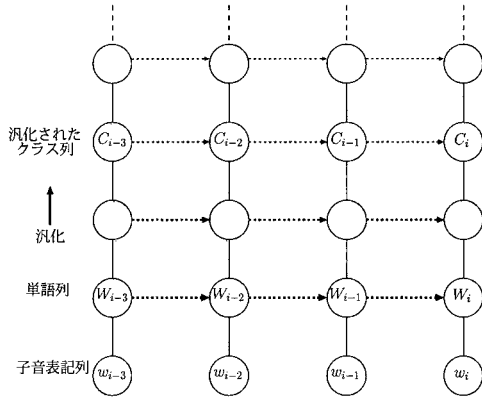 汎化された
クラス列
C_{i−3} C_{i−2} C_{i−1} C_i
汎化
単語列
W_{i−3} W_{i−2} W_{i−1} W_i
子音表記列
w_{i−3} w_{i−2} w_{i−1} w_i